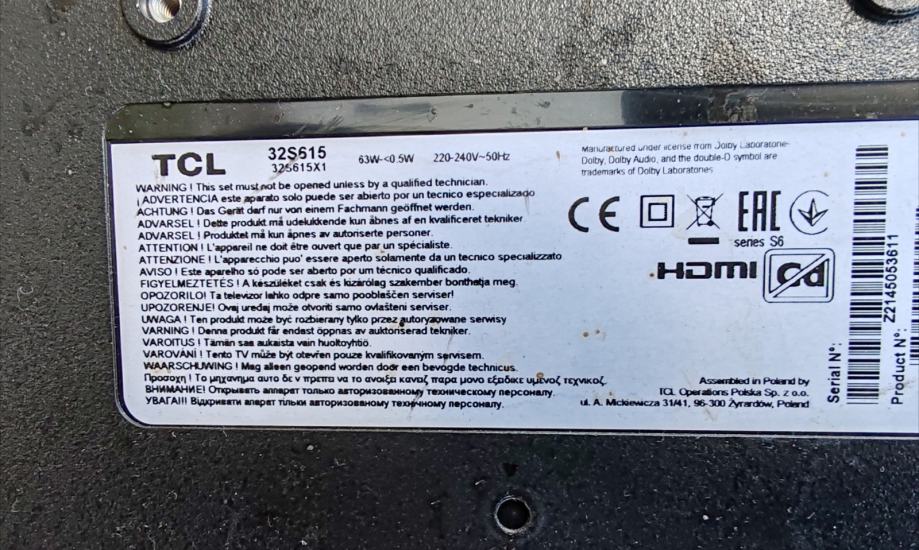 TCL 32S615 63W-<0.5W 220-240V~50Hz
32S615X1
WARNING ! This set must not be opened unless by a qualified technician.
¡ ADVERTENCIA este aparato solo puede ser abierto por un técnico especializado
ACHTUNG ! Das Gerät darf nur von einem Fachmann geöffnet werden.
ADVARSEL ! Dette produkt må udelukkende kun åbnes af en kvalificeret tekniker.
ADVARSEL ! Produktet må kun åpnes av autoriserte personer.
ATTENTION ! L'appareil ne doit être ouvert que par un spécialiste.
ATTENZIONE ! L'apparecchio puo' essere aperto solamente da un tecnico specializzato
AVISO ! Este aparelho só pode ser aberto por um técnico qualificado.
FIGYELMEZTETÉS ! A készüléket csak és kizárólag szakember bonthatja meg.
OPOZORILO! Ta televizor lahko odpre samo pooblaščen serviser!
UPOZORENJE! Ovaj uređaj može otvoriti samo ovlašteni serviser.
UWAGA ! Ten produkt może być rozbierany tylko przez autoryzowane serwisy
VARNING ! Denna produkt får endast öppnas av auktoriserad tekniker.
VAROITUS ! Tämän saa aukaista vain huoltoyhtiö.
VAROVÁNÍ ! Tento TV může být otevřen pouze kvalifikovaným servisem.
WAARSCHUWING ! Mag alleen geopend worden door een bevoegde technicus.
Προσοχη ! Το μηχανημα αυτο δε ν πρεπει να το ανοιξει
ВНИМАНИЕ! Открывать аппарат только авторизованному техническому персоналу.
УВАГА!!! Відкривати апарат тільки авторизованому технічному персоналу.
Manufactured under license from Dolby Laboratories
Dolby, Dolby Audio, and the double-D symbol are
trademarks of Dolby Laboratories
CE EAC
series S6
HDMI
Assembled in Poland by
TCL Operations Polska Sp. z o.o.
ul. A. Mickiewicza 31/41, 96-300 Żyrardów, Poland
Serial Nº: Z2145053611
Product Nº: